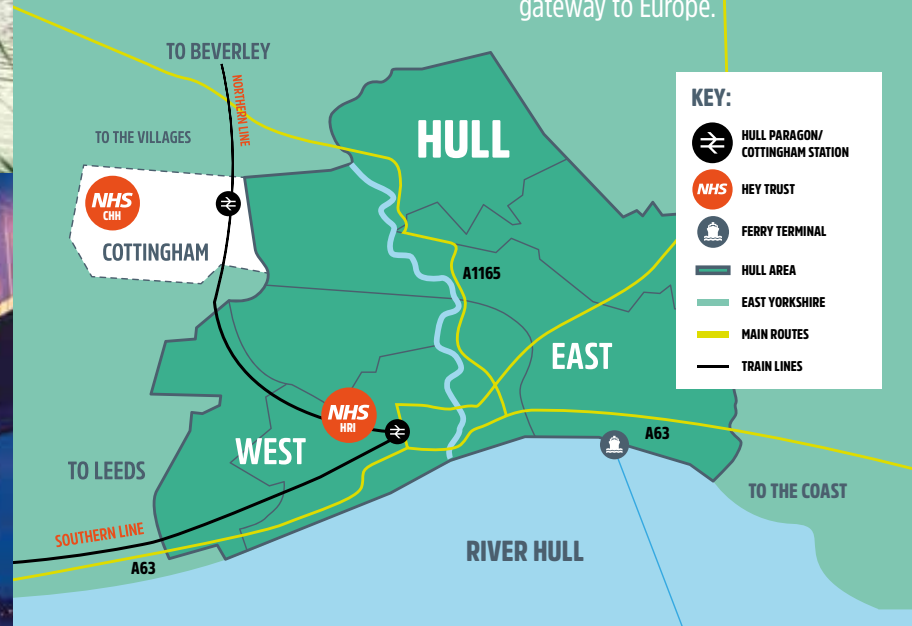 gateway to Europe.
TO BEVERLEY
NORTHERN LINE
TO THE VILLAGES
HULL
NHS
CHH
COTTINGHAM
A1165
EAST
NHS
HRI
WEST
A63
TO LEEDS
SOUTHERN LINE
A63
TO THE COAST
RIVER HULL
KEY:
HULL PARAGON/
COTTINGHAM STATION
NHS
HEY TRUST
FERRY TERMINAL
HULL AREA
EAST YORKSHIRE
MAIN ROUTES
TRAIN LINES